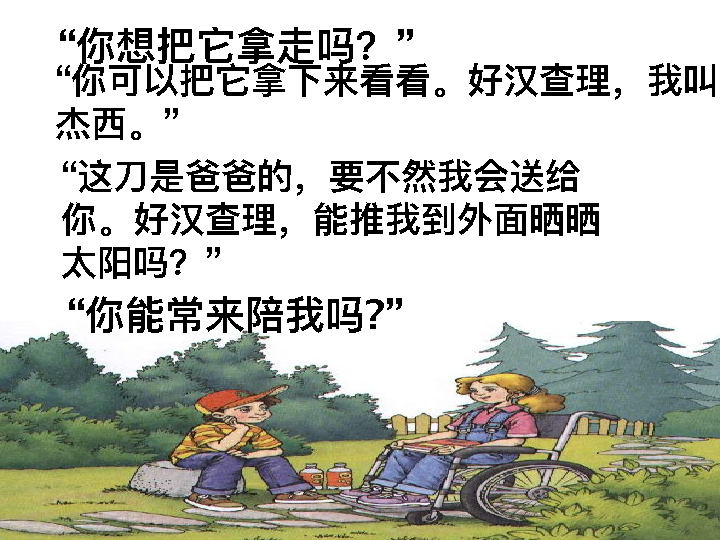 “你想把它拿走吗？”
“你可以把它拿下来看看。好汉查理，我叫
杰西。”
“这刀是爸爸的，要不然我会送给
你。好汉查理，能推我到外面晒晒
太阳吗？”
“你能常来陪我吗?”